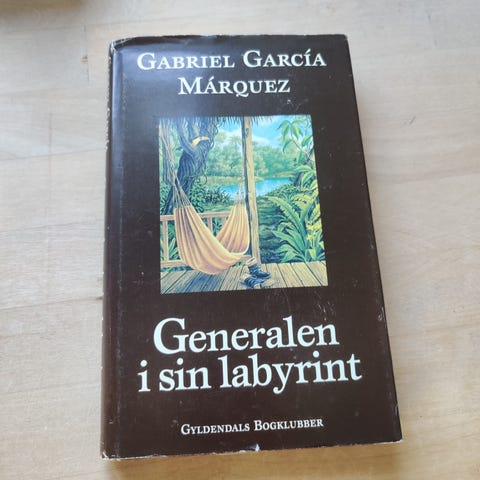 GABRIEL GARCÍA
MÁRQUEZ
Generalen
i sin labyrint
GYLDENDALS BOGKLUBBER